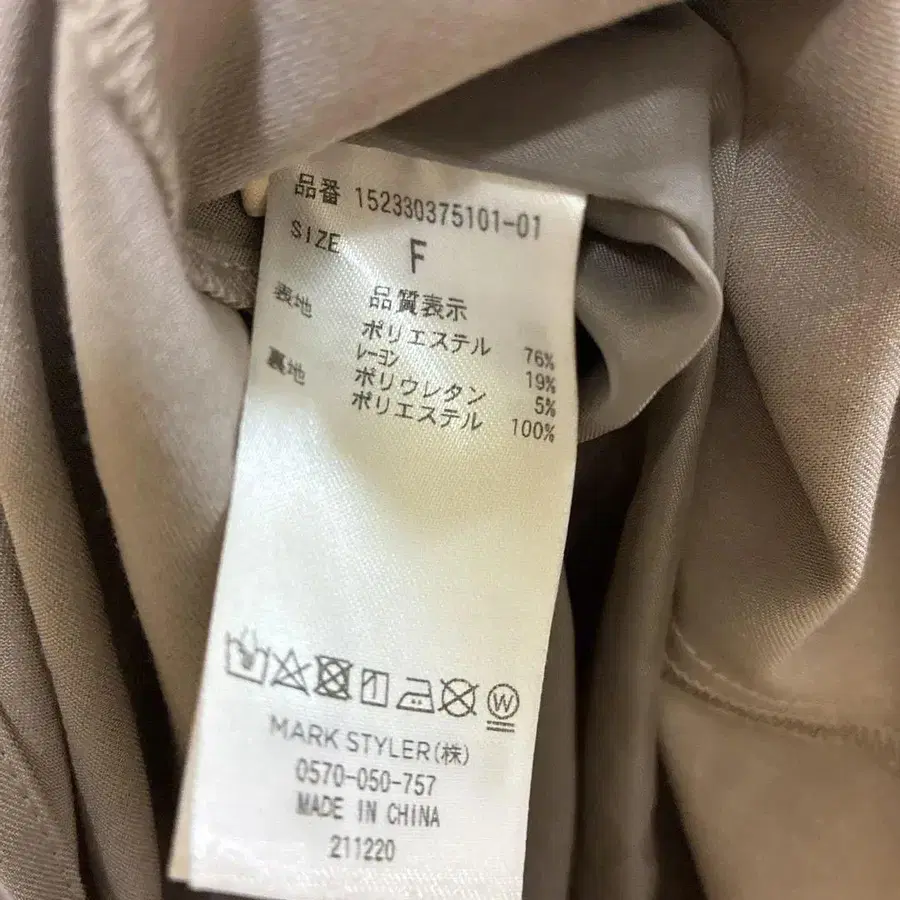 品番 152330375101-01
SIZE F
品質表示
表地 ポリエステル 76%
レーヨン 19%
ポリウレタン 5%
裏地 ポリエステル 100%
W
MARK STYLER(株)
0570-050-757
MADE IN CHINA
211220